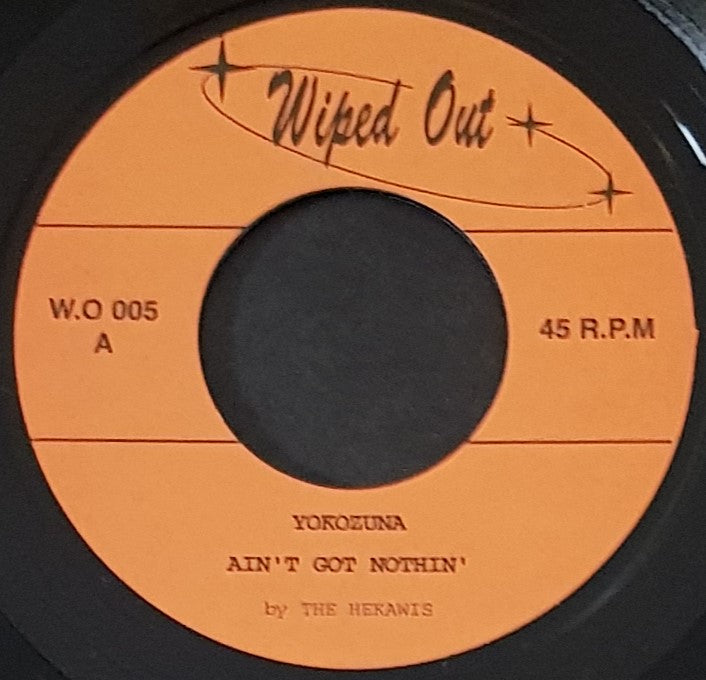 Wiped Out
W.O 005
A
45 R.P.M
YOKOZUNA
AIN'T GOT NOTHIN'
by THE HEKAWIS